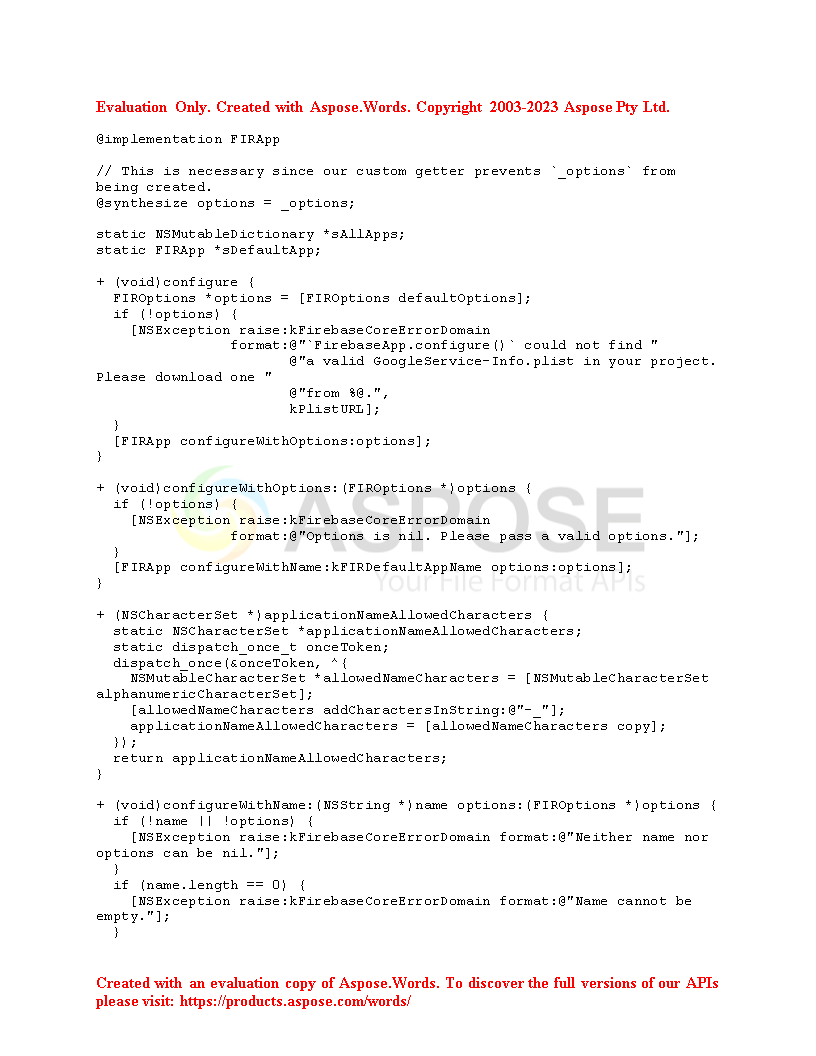 Evaluation Only. Created with Aspose.Words. Copyright 2003-2023 Aspose Pty Ltd.
@implementation FIRApp
// This is necessary since our custom getter prevents `_options` from
being created.
@synthesize options = _options;
static NSMutableDictionary *sAllApps;
static FIRApp *sDefaultApp;
+ (void)configure {
  FIROptions *options = [FIROptions defaultOptions];
  if (!options) {
    [NSException raise:kFirebaseCoreErrorDomain
                format:@"`FirebaseApp.configure()` could not find "
                       @"a valid GoogleService-Info.plist in your project.
Please download one "
                       @"from %@.",
                       kPlistURL];
  }
  [FIRApp configureWithOptions:options];
}
+ (void)configureWithOptions:(FIROptions *)options {
  if (!options) {
    [NSException raise:kFirebaseCoreErrorDomain
                format:@"Options is nil. Please pass a valid options."];
  }
  [FIRApp configureWithName:kFIRDefaultAppName options:options];
}
ASPOSE
Your File Format APIs
+ (NSCharacterSet *)applicationNameAllowedCharacters {
  static NSCharacterSet *applicationNameAllowedCharacters;
  static dispatch_once_t onceToken;
  dispatch_once(&onceToken, ^{
    NSMutableCharacterSet *allowedNameCharacters = [NSMutableCharacterSet
alphanumericCharacterSet];
    [allowedNameCharacters addCharactersInString:@"-_"];
    applicationNameAllowedCharacters = [allowedNameCharacters copy];
  });
  return applicationNameAllowedCharacters;
}
+ (void)configureWithName:(NSString *)name options:(FIROptions *)options {
  if (!name || !options) {
    [NSException raise:kFirebaseCoreErrorDomain format:@"Neither name nor
options can be nil."];
  }
  if (name.length == 0) {
    [NSException raise:kFirebaseCoreErrorDomain format:@"Name cannot be
empty."];
  }
Created with an evaluation copy of Aspose.Words. To discover the full versions of our APIs
please visit: https://products.aspose.com/words/